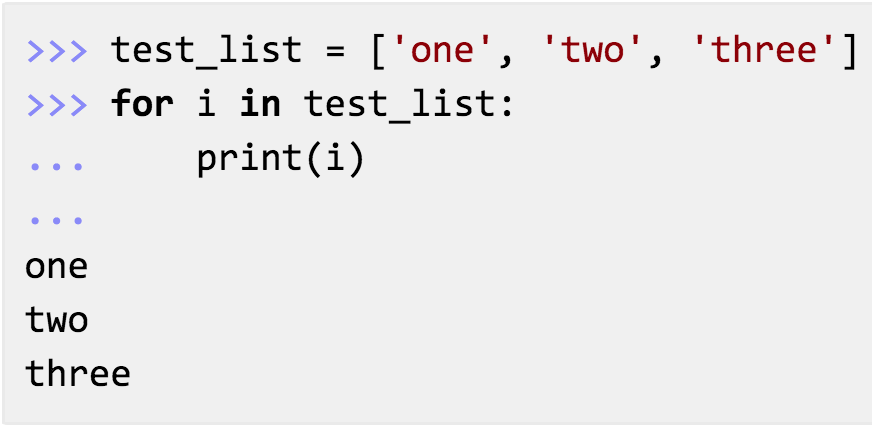 >>> test_list = ['one', 'two', 'three']
>>> for i in test_list:
...     print(i)
...
one
two
three